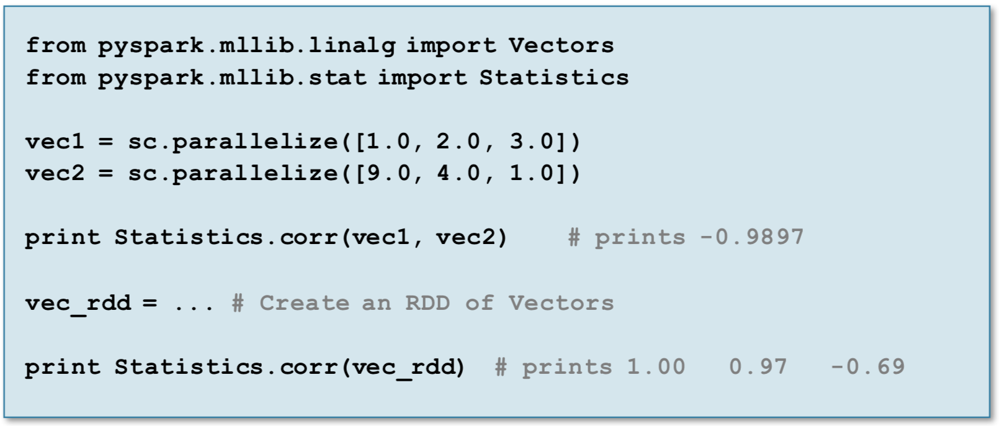 from pyspark.mllib.linalg import Vectors
from pyspark.mllib.stat import Statistics
vec1 = sc.parallelize([1.0, 2.0, 3.0])
vec2 = sc.parallelize([9.0, 4.0, 1.0])
print Statistics.corr(vec1, vec2) # prints -0.9897
vec_rdd = ... # Create an RDD of Vectors
print Statistics.corr(vec_rdd) # prints 1.00 0.97 -0.69